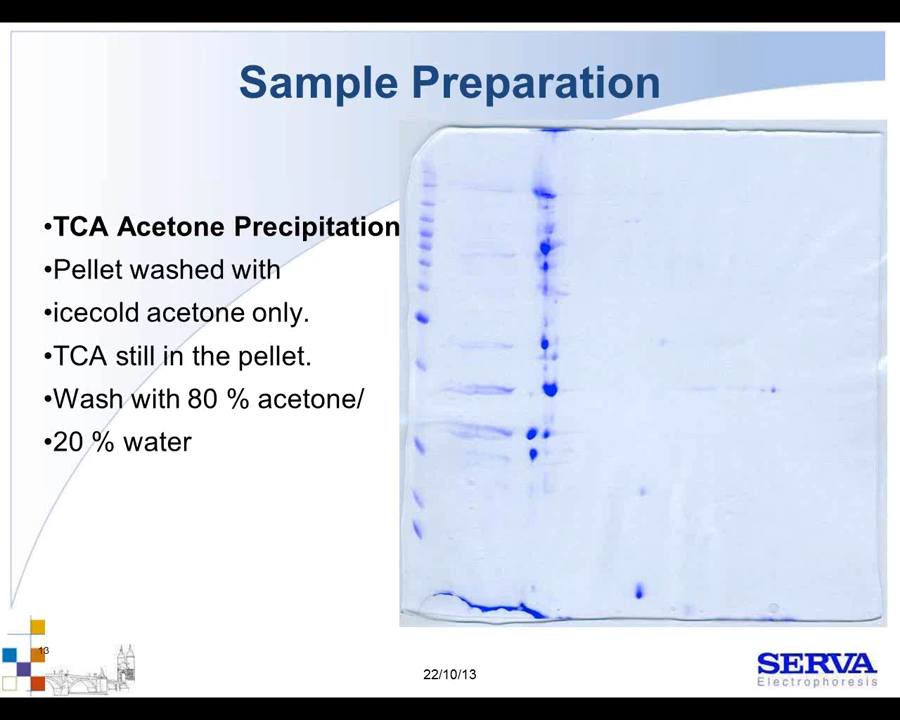 Sample Preparation
•TCA Acetone Precipitation
•Pellet washed with
•icecold acetone only.
•TCA still in the pellet.
•Wash with 80 % acetone/
•20 % water
13
22/10/13
SERVA
Electrophoresis